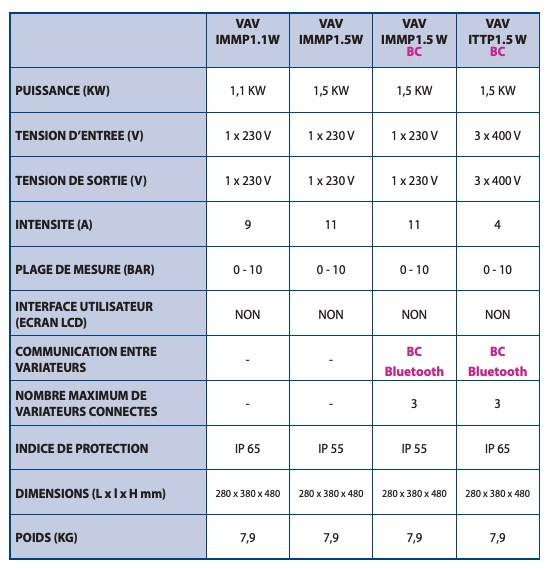 VAV IMMP1.1W | VAV IMMP1.5W | VAV IMMP1.5 W BC | VAV ITTP1.5 W BC
PUISSANCE (KW) | 1,1 KW | 1,5 KW | 1,5 KW | 1,5 KW
TENSION D'ENTREE (V) | 1 x 230 V | 1 x 230 V | 1 x 230 V | 3 x 400 V
TENSION DE SORTIE (V) | 1 x 230 V | 1 x 230 V | 1 x 230 V | 3 x 400 V
INTENSITE (A) | 9 | 11 | 11 | 4
PLAGE DE MESURE (BAR) | 0 - 10 | 0 - 10 | 0 - 10 | 0 - 10
INTERFACE UTILISATEUR (ECRAN LCD) | NON | NON | NON | NON
COMMUNICATION ENTRE VARIATEURS | - | - | BC Bluetooth | BC Bluetooth
NOMBRE MAXIMUM DE VARIATEURS CONNECTES | - | - | 3 | 3
INDICE DE PROTECTION | IP 65 | IP 55 | IP 55 | IP 65
DIMENSIONS (L x l x H mm) | 280 x 380 x 480 | 280 x 380 x 480 | 280 x 380 x 480 | 280 x 380 x 480
POIDS (KG) | 7,9 | 7,9 | 7,9 | 7,9